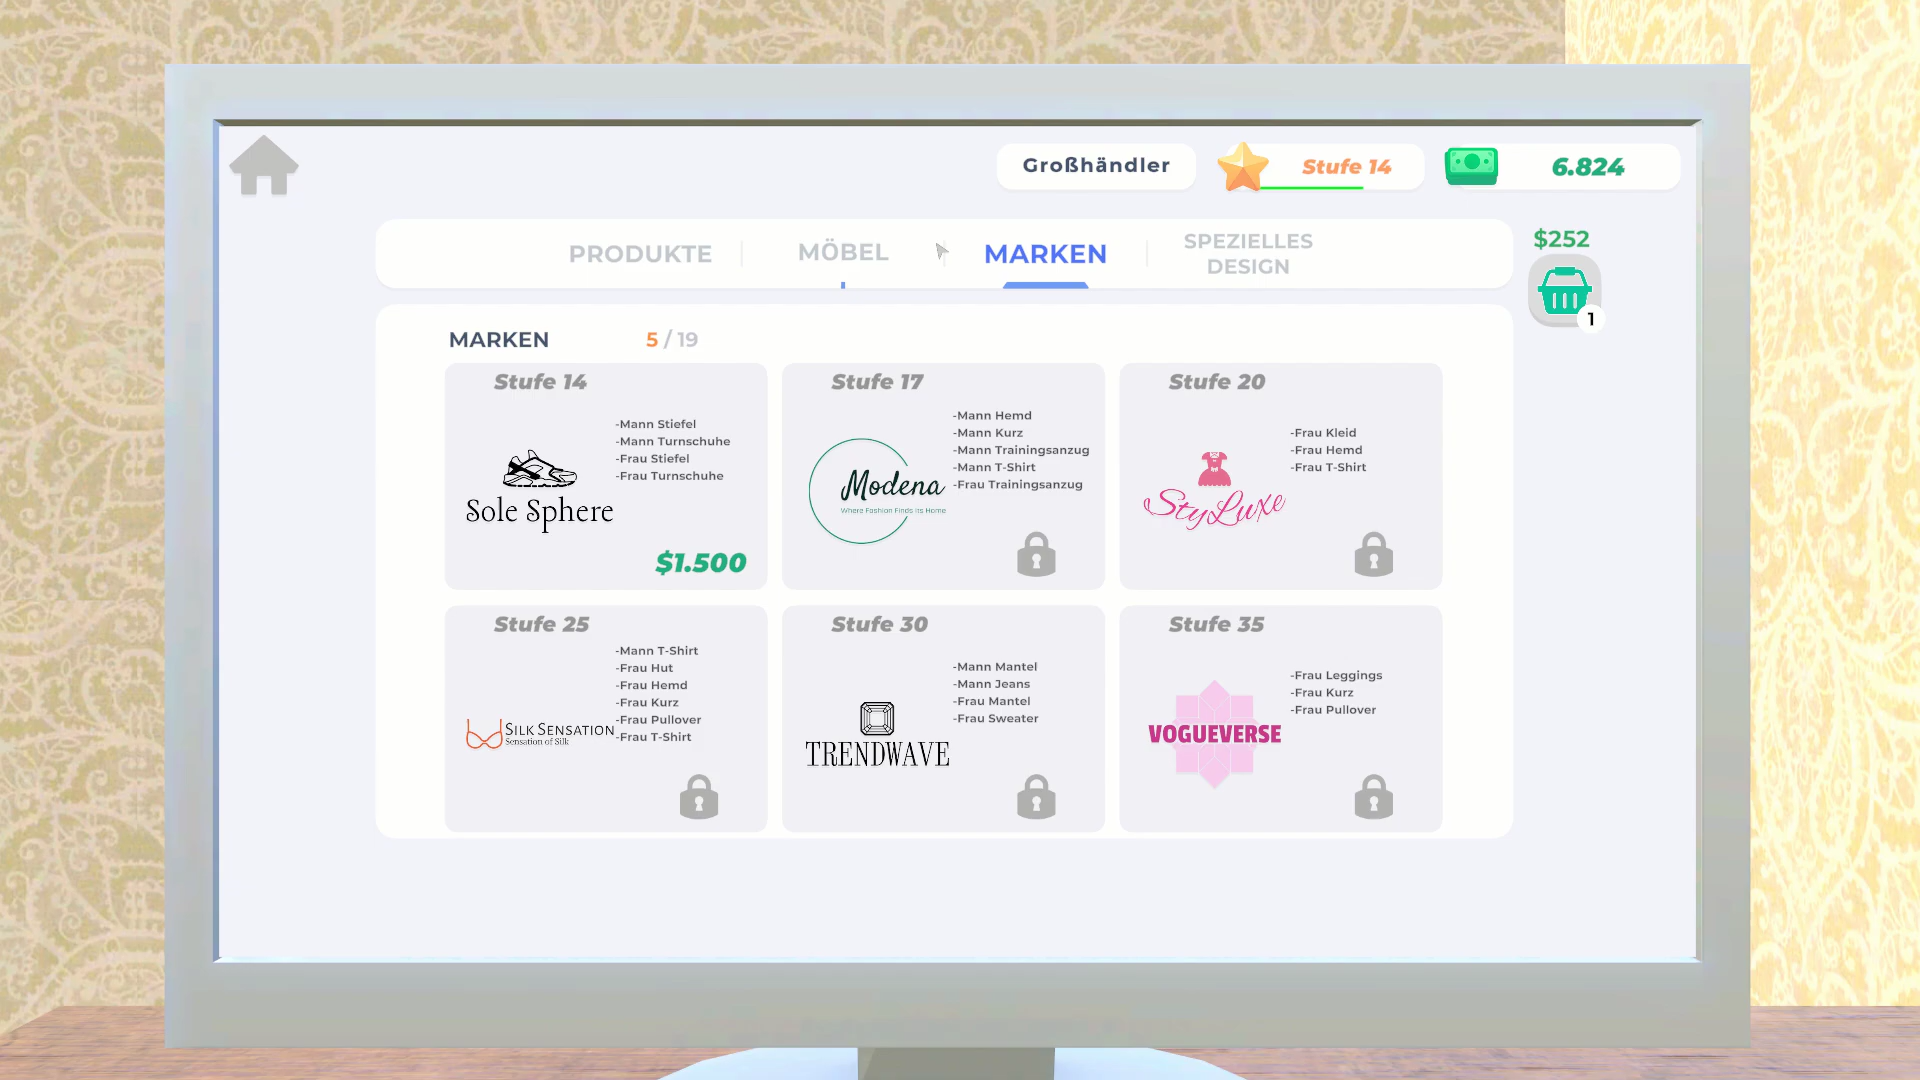 Großhändler
Stufe 14
6.824
PRODUKTE
MÖBEL
MARKEN
SPEZIELLES
DESIGN
$252
1
MARKEN
5 / 19
Stufe 14
-Mann Stiefel
-Mann Turnschuhe
-Frau Stiefel
-Frau Turnschuhe
Sole Sphere
$1.500
Stufe 17
-Mann Hemd
-Mann Kurz
-Mann Trainingsanzug
-Mann T-Shirt
-Frau Trainingsanzug
Modena
Where Fashion Finds Its Home
Stufe 20
-Frau Kleid
-Frau Hemd
-Frau T-Shirt
StyLuxe
Stufe 25
-Mann T-Shirt
-Frau Hut
-Frau Hemd
-Frau Kurz
-Frau Pullover
-Frau T-Shirt
SILK SENSATION
Sensation of Silk
Stufe 30
-Mann Mantel
-Mann Jeans
-Frau Mantel
-Frau Sweater
TRENDWAVE
Stufe 35
-Frau Leggings
-Frau Kurz
-Frau Pullover
VOGUEVERSE